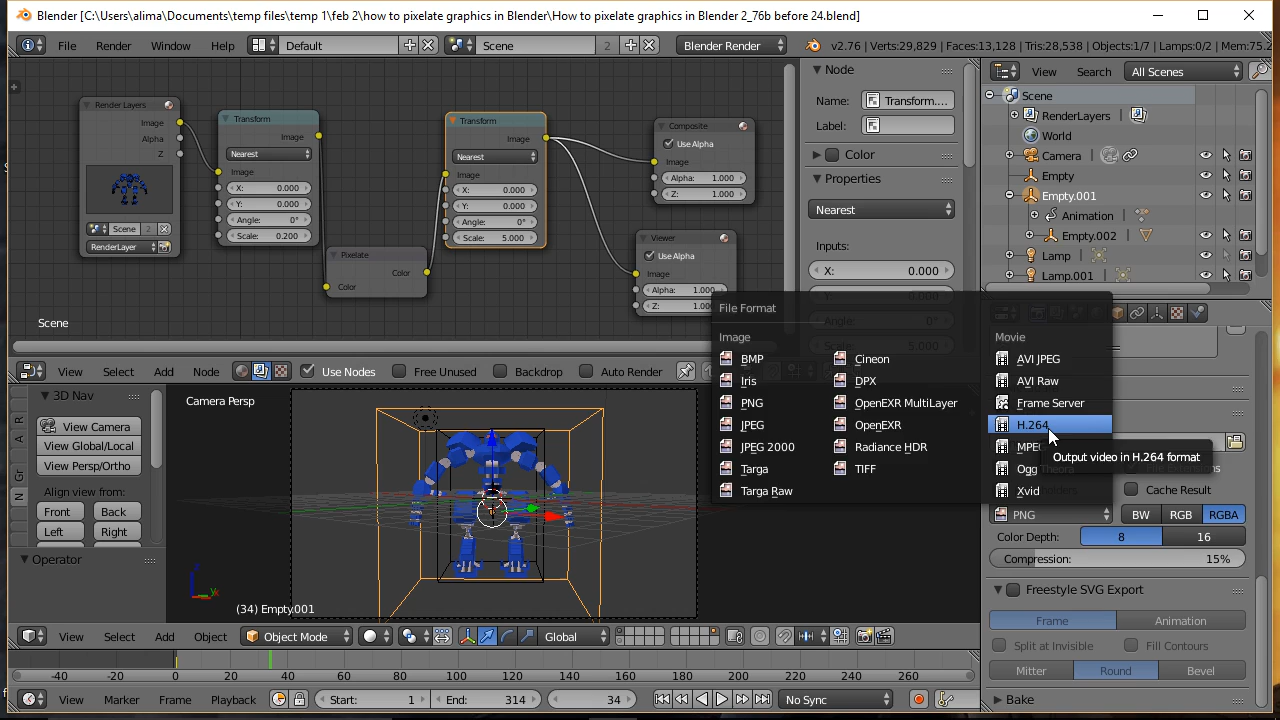 Blender [C:\Users\alima\Documents\temp files\temp 1\feb 2\how to pixelate graphics in Blender\How to pixelate graphics in Blender 2_76b before 24.blend]
File Render Window Help Default Scene 2 Blender Render v2.76 | Verts:29,829 | Faces:13,128 | Tris:28,538 | Objects:1/7 | Lamps:0/2 | Mem:75.2
Render Layers
Image
Alpha
Z
Scene 2
RenderLayer
Transform
Image
Nearest
Image
X: 0.000
Y: 0.000
Angle: 0°
Scale: 0.200
Pixelate
Color
Color
Transform
Image
Nearest
Image
X: 0.000
Y: 0.000
Angle: 0°
Scale: 5.000
Composite
Use Alpha
Image
Alpha: 1.000
Z: 1.000
Viewer
Use Alpha
Image
Alpha: 1.000
Z: 1.000
Scene
Node
Name: Transform....
Label:
Color
Properties
Nearest
Inputs:
X: 0.000
Angle: 0°
Scale: 5.000
View Search All Scenes
Scene
RenderLayers
World
Camera
Empty
Empty.001
Animation
Empty.002
Lamp
Lamp.001
View Select Add Node Use Nodes Free Unused Backdrop Auto Render
File Format
Image
BMP
Iris
PNG
JPEG
JPEG 2000
Targa
Targa Raw
Cineon
DPX
OpenEXR MultiLayer
OpenEXR
Radiance HDR
TIFF
Movie
AVI JPEG
AVI Raw
Frame Server
H.264
MPEG
Ogg Theora
Xvid
Output video in H.264 format
File Extensions
Cache Result
PNG BW RGB RGBA
Color Depth: 8 16
Compression: 15%
Freestyle SVG Export
Frame Animation
Split at Invisible Fill Contours
Mitter Round Bevel
Bake
3D Nav
View Camera
View Global/Local
View Persp/Ortho
Align view from:
Front Back
Left Right
Operator
R
A
N
Gr
Camera Persp
(34) Empty.001
View Select Add Object Object Mode Global
-40 -20 0 20 40 60 80 100 120 140 160 180 200 220 240 260
View Marker Frame Playback Start: 1 End: 314 34 No Sync